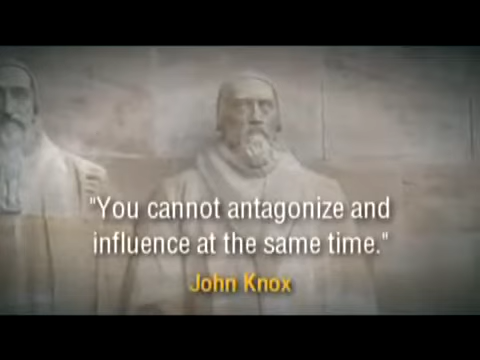 "You cannot antagonize and
influence at the same time."
John Knox